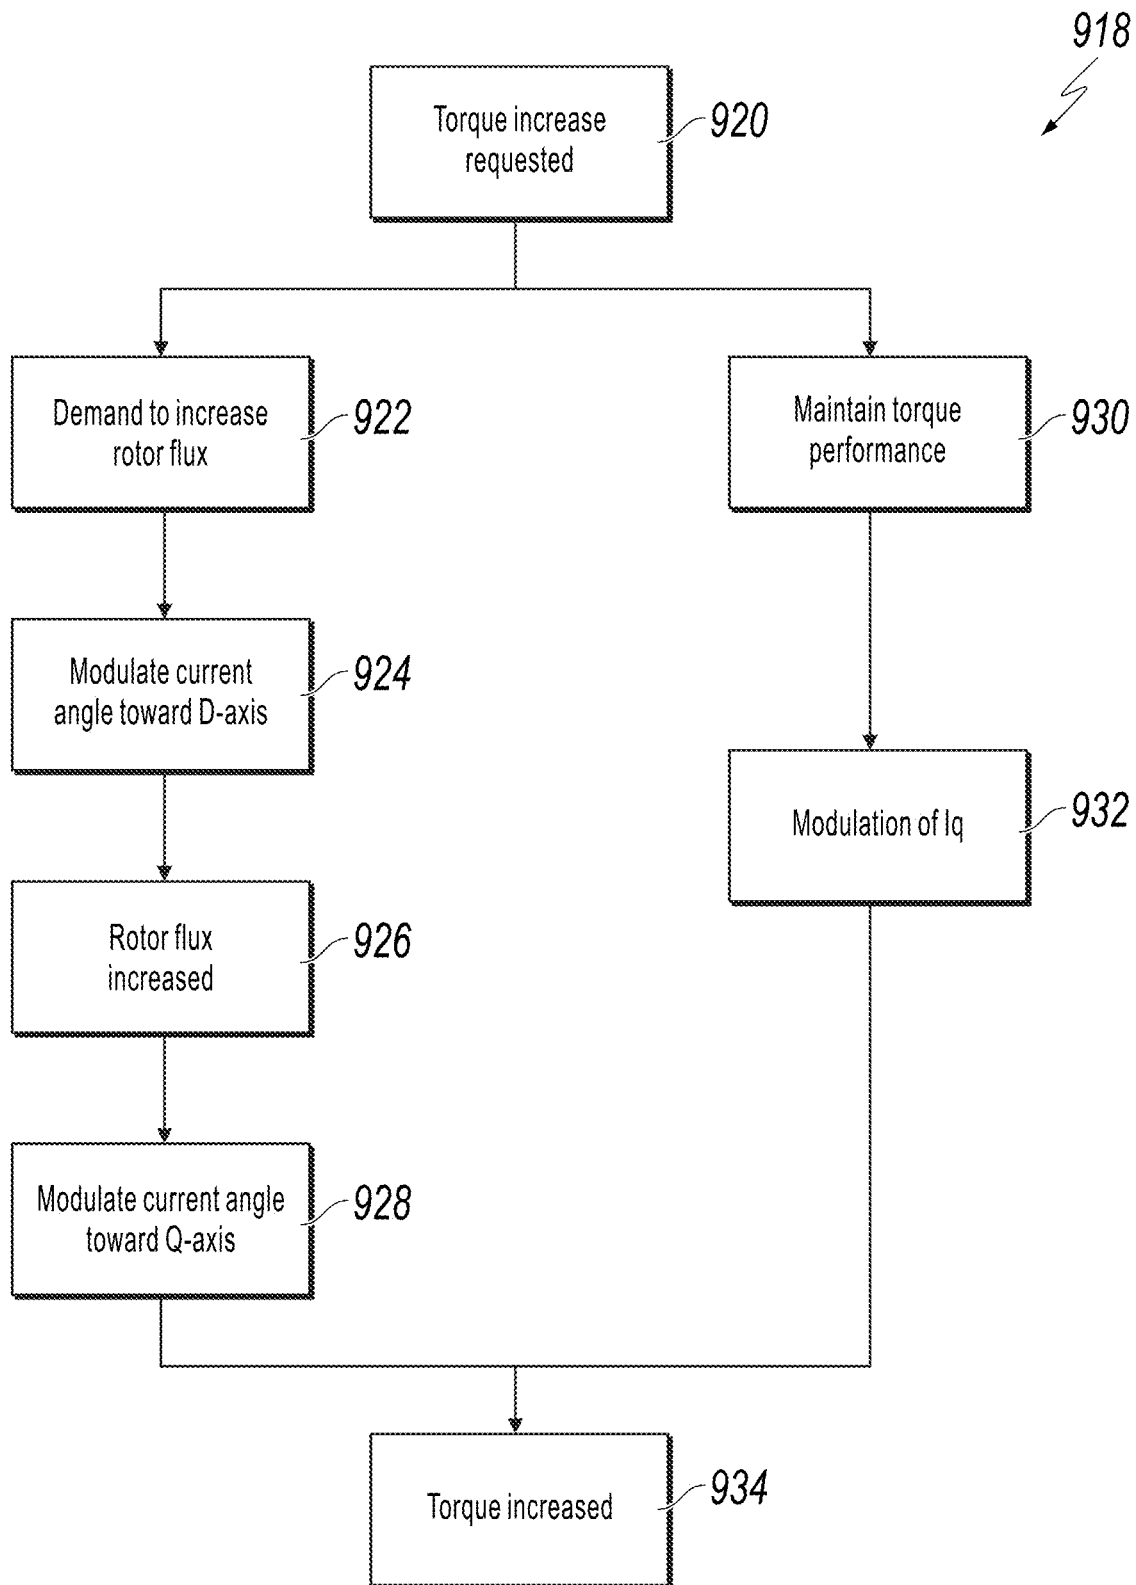 918
Torque increase
requested
920
Demand to increase
rotor flux
922
Maintain torque
performance
930
Modulate current
angle toward D-axis
924
Modulation of Iq
932
Rotor flux
increased
926
Modulate current angle
toward Q-axis
928
Torque increased
934